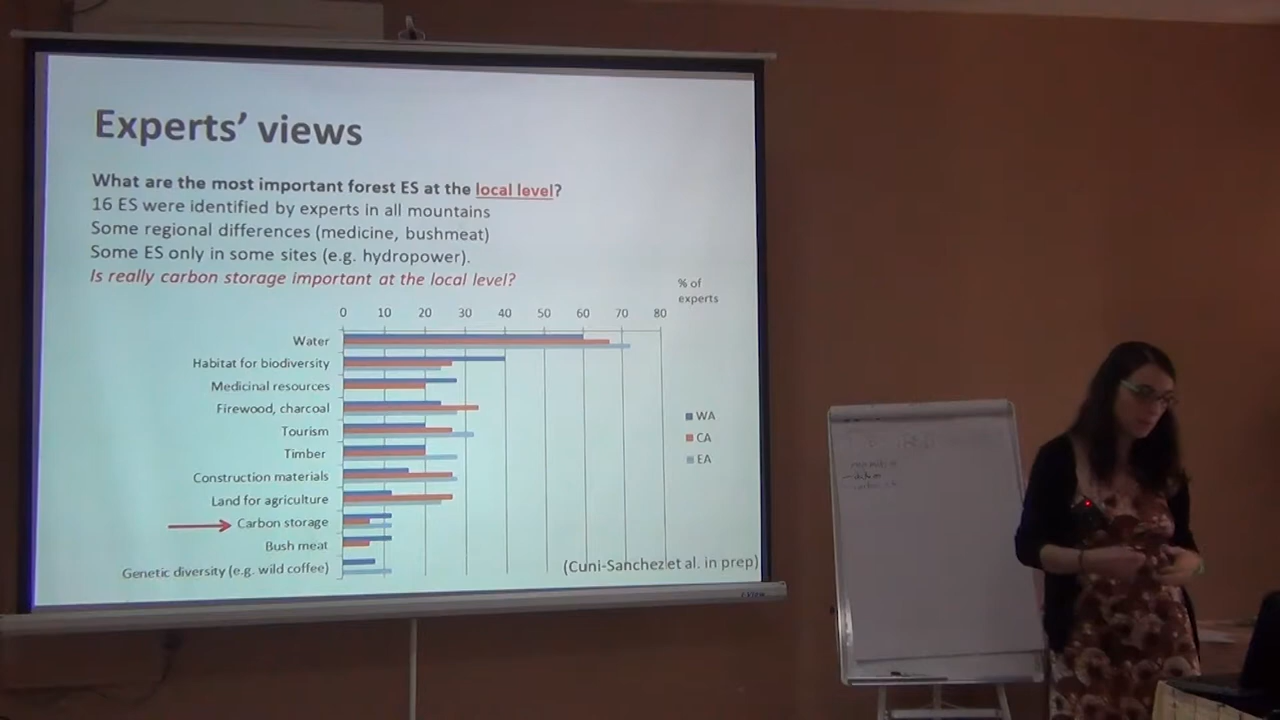 Experts’ views
What are the most important forest ES at the local level?
16 ES were identified by experts in all mountains
Some regional differences (medicine, bushmeat)
Some ES only in some sites (e.g. hydropower).
Is really carbon storage important at the local level?
% of
experts
0 10 20 30 40 50 60 70 80
Water
Habitat for biodiversity
Medicinal resources
Firewood, charcoal
Tourism
Timber
Construction materials
Land for agriculture
Carbon storage
Bush meat
Genetic diversity (e.g. wild coffee)
WA
CA
EA
(Cuni-Sanchez et al. in prep)